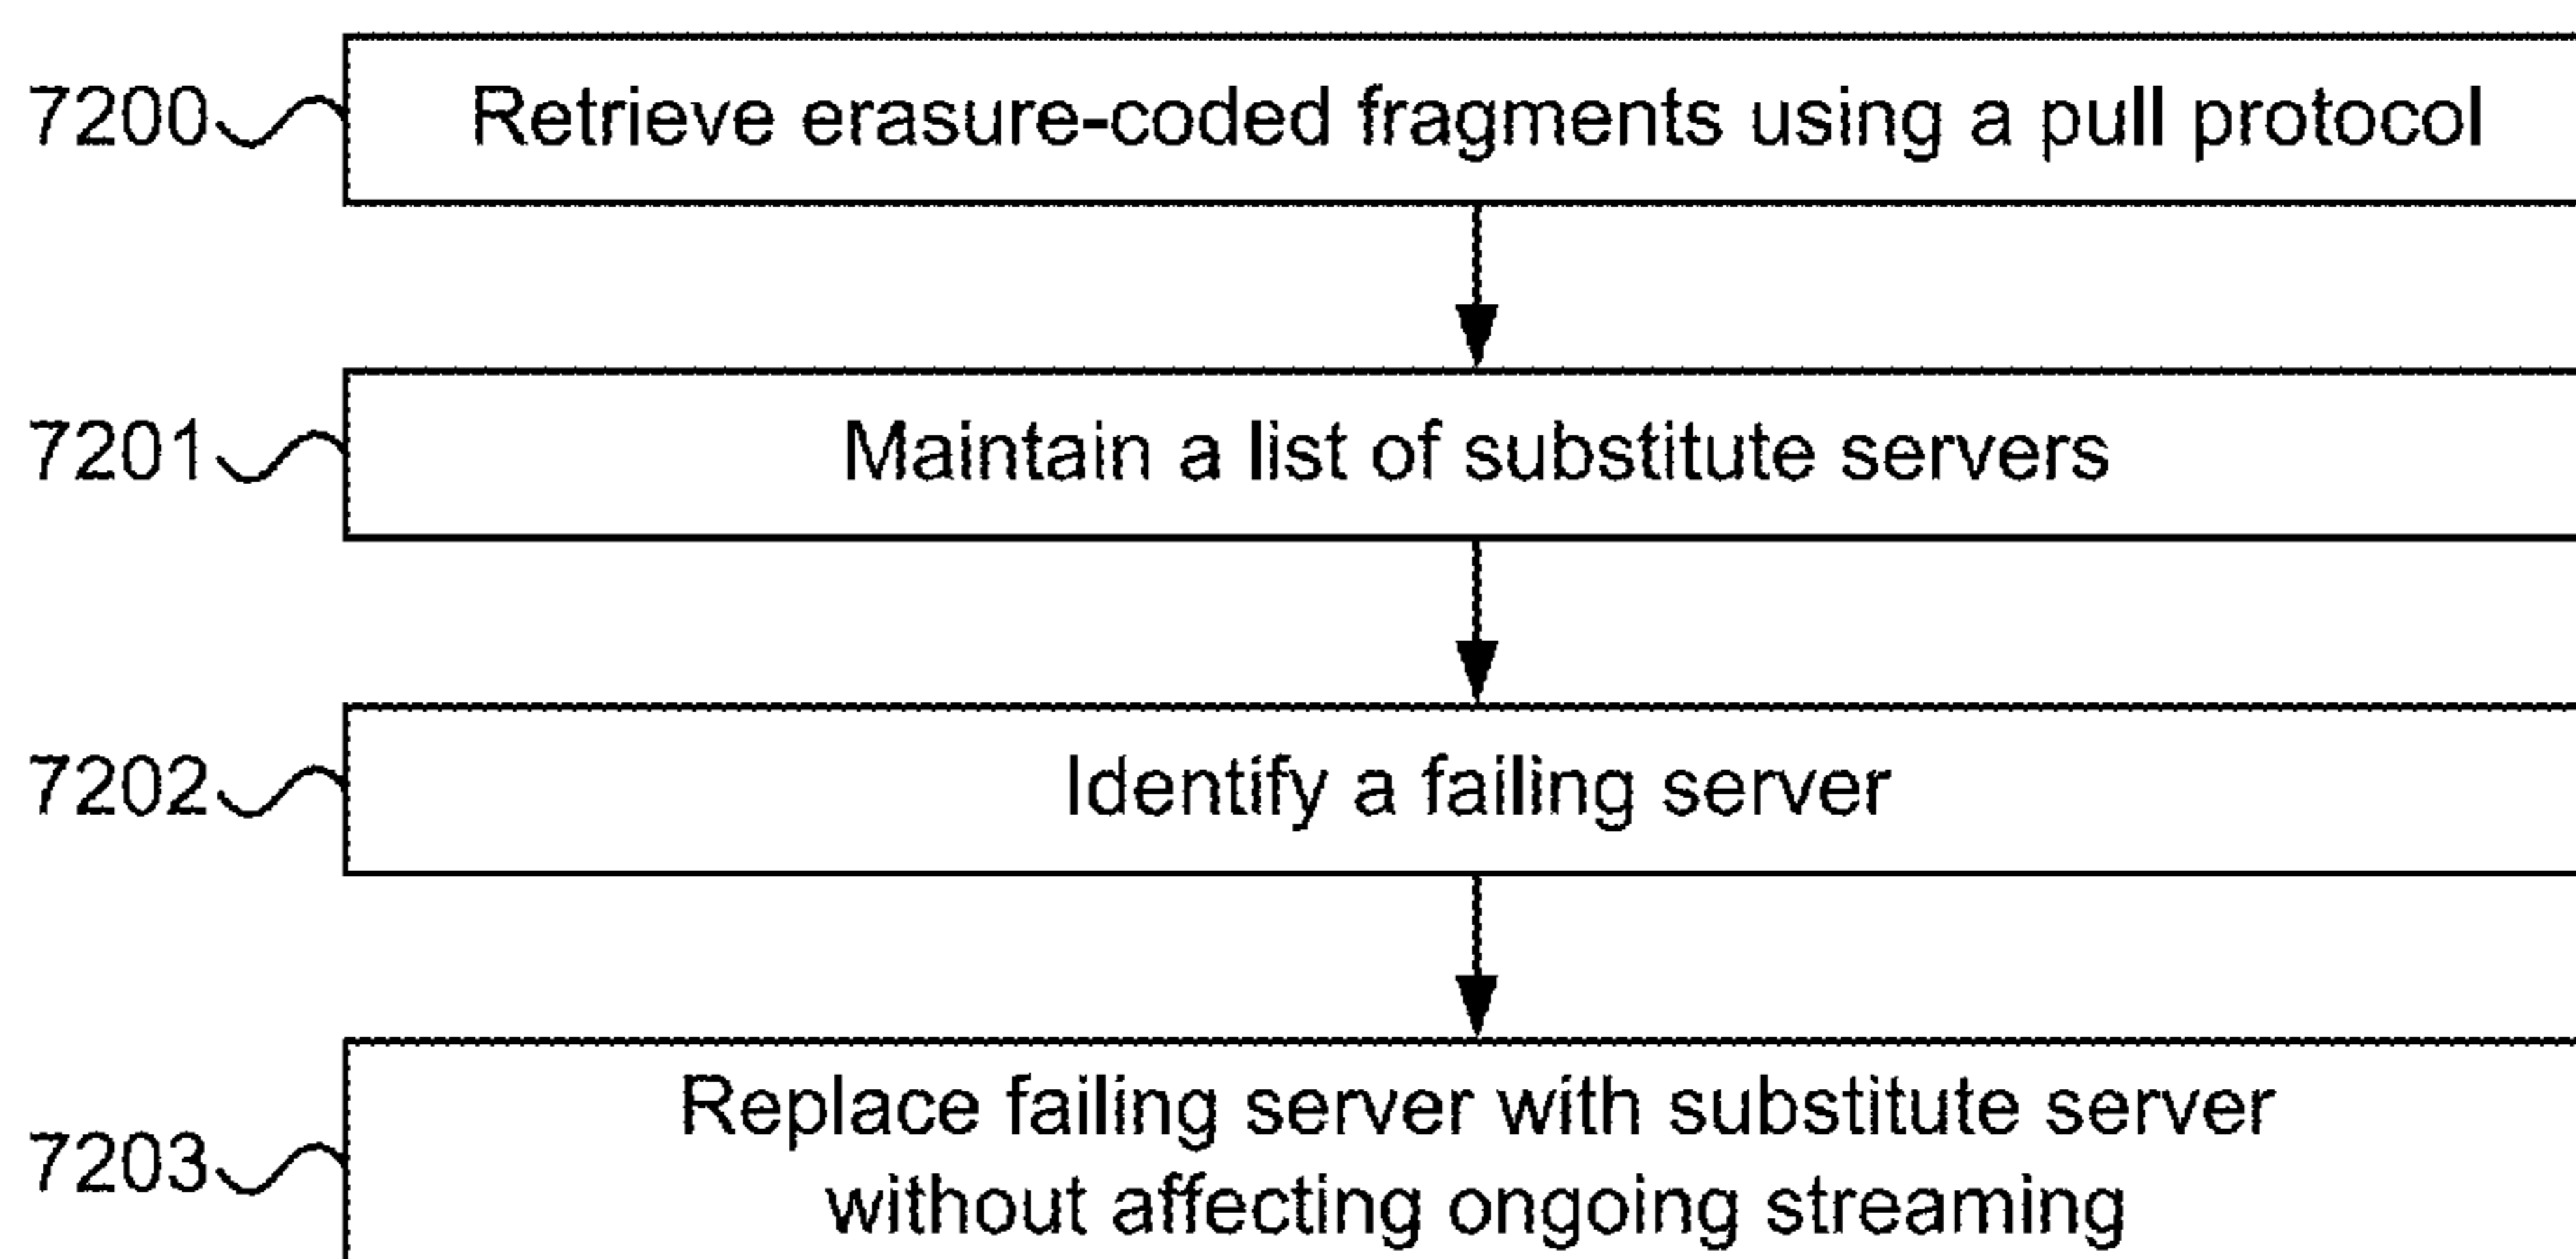 7200 Retrieve erasure-coded fragments using a pull protocol
7201 Maintain a list of substitute servers
7202 Identify a failing server
7203 Replace failing server with substitute server
without affecting ongoing streaming